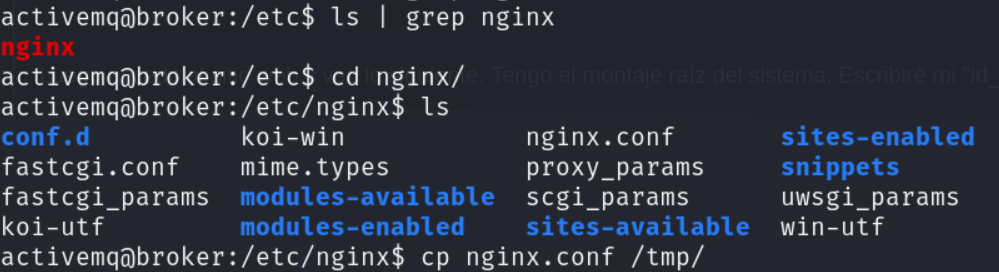 activemq@broker:/etc$ ls | grep nginx
nginx
activemq@broker:/etc$ cd nginx/
: Tengo el montaje raíz del sistema. Escribiré mi "id_
activemq@broker:/etc/nginx$ ls
conf.d koi-win nginx.conf sites-enabled
fastcgi.conf mime.types proxy_params snippets
fastcgi_params modules-available scgi_params uwsgi_params
koi-utf modules-enabled sites-available win-utf
activemq@broker:/etc/nginx$ cp nginx.conf /tmp/